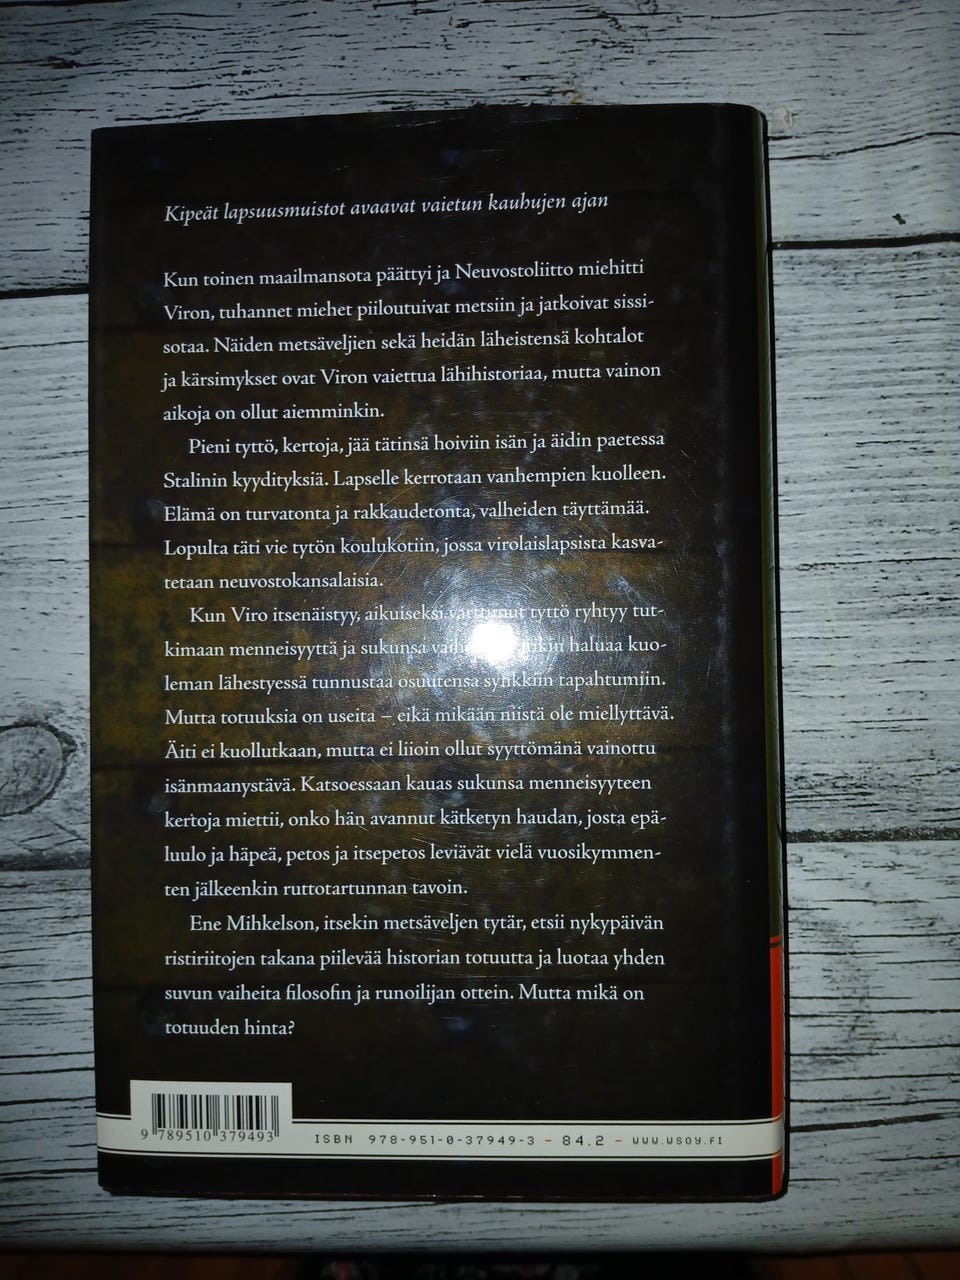 Kipeät lapsuusmuistot avaavat vaietun kauhujen ajan
Kun toinen maailmansota päättyi ja Neuvostoliitto miehitti
Viron, tuhannet miehet piiloutuivat metsiin ja jatkoivat sissi-
sotaa. Näiden metsäveljien sekä heidän läheistensä kohtalot
ja kärsimykset ovat Viron vaiettua lähihistoriaa, mutta vainon
aikoja on ollut aiemminkin.
Pieni tyttö, kertoja, jää tätinsä hoiviin isän ja äidin paetessa
Stalinin kyydityksiä. Lapselle kerrotaan vanhempien kuolleen.
Elämä on turvatonta ja rakkaudetonta, valheiden täyttämää.
Lopulta täti vie tytön koulukotiin, jossa virolaislapsista kasva-
tetaan neuvostokansalaisia.
Kun Viro itsenäistyy, aikuiseksi varttunut tyttö ryhtyy tut-
kimaan menneisyyttä ja sukunsa haluaa kuo-
leman lähestyessä tunnustaa osuutensa synkkiin tapahtumiin.
Mutta totuuksia on useita – eikä mikään niistä ole miellyttävä.
Äiti ei kuollutkaan, mutta ei liioin ollut syyttömänä vainottu
isänmaanystävä. Katsoessaan kauas sukunsa menneisyyteen
kertoja miettii, onko hän avannut kätketyn haudan, josta epä-
luulo ja häpeä, petos ja itsepetos leviävät vielä vuosikymmen-
ten jälkeenkin ruttotartunnan tavoin.
Ene Mihkelson, itsekin metsäveljen tytär, etsii nykypäivän
ristiriitojen takana piilevää historian totuutta ja luotaa yhden
suvun vaiheita filosofin ja runoilijan ottein. Mutta mikä on
totuuden hinta?
9 789510 379493
ISBN 978-951-0-37949-3 – 84.2 – WWW.WSOY.FI